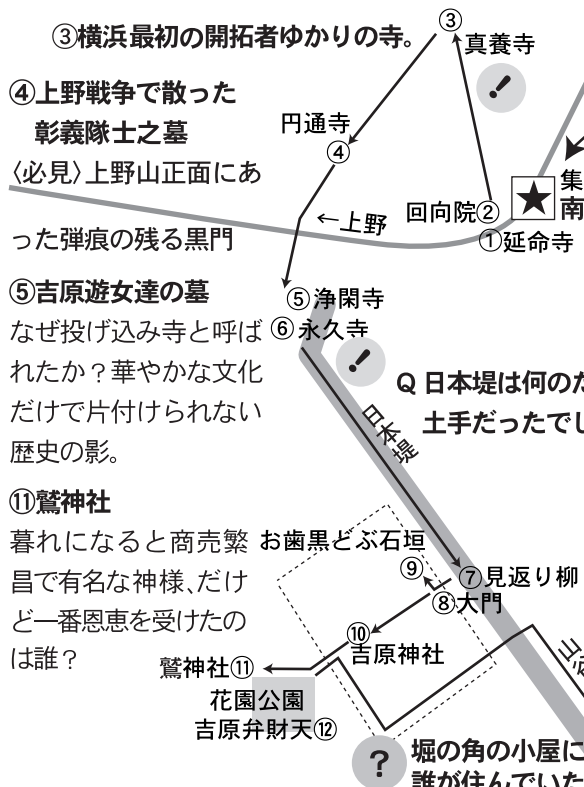 ③横浜最初の開拓者ゆかりの寺。
③
真養寺
!
④上野戦争で散った
彰義隊士之墓
〈必見〉上野山正面にあ
った弾痕の残る黒門
円通寺
④
←上野
回向院②
★
集
南
①延命寺
⑤浄閑寺
⑥永久寺
!
⑤吉原遊女達の墓
なぜ投げ込み寺と呼ば
れたか?華やかな文化
だけで片付けられない
歴史の影。
Q 日本堤は何の
土手だったで
日本堤
⑪鷲神社
暮れになると商売繁
昌で有名な神様、だけ
ど一番恩恵を受けたの
は誰?
お歯黒どぶ石垣
⑨
⑦見返り柳
⑧大門
⑩
吉原神社
鷲神社⑪
花園公園
吉原弁財天⑫
山
?
堀の角の小屋に
誰が住んでいた